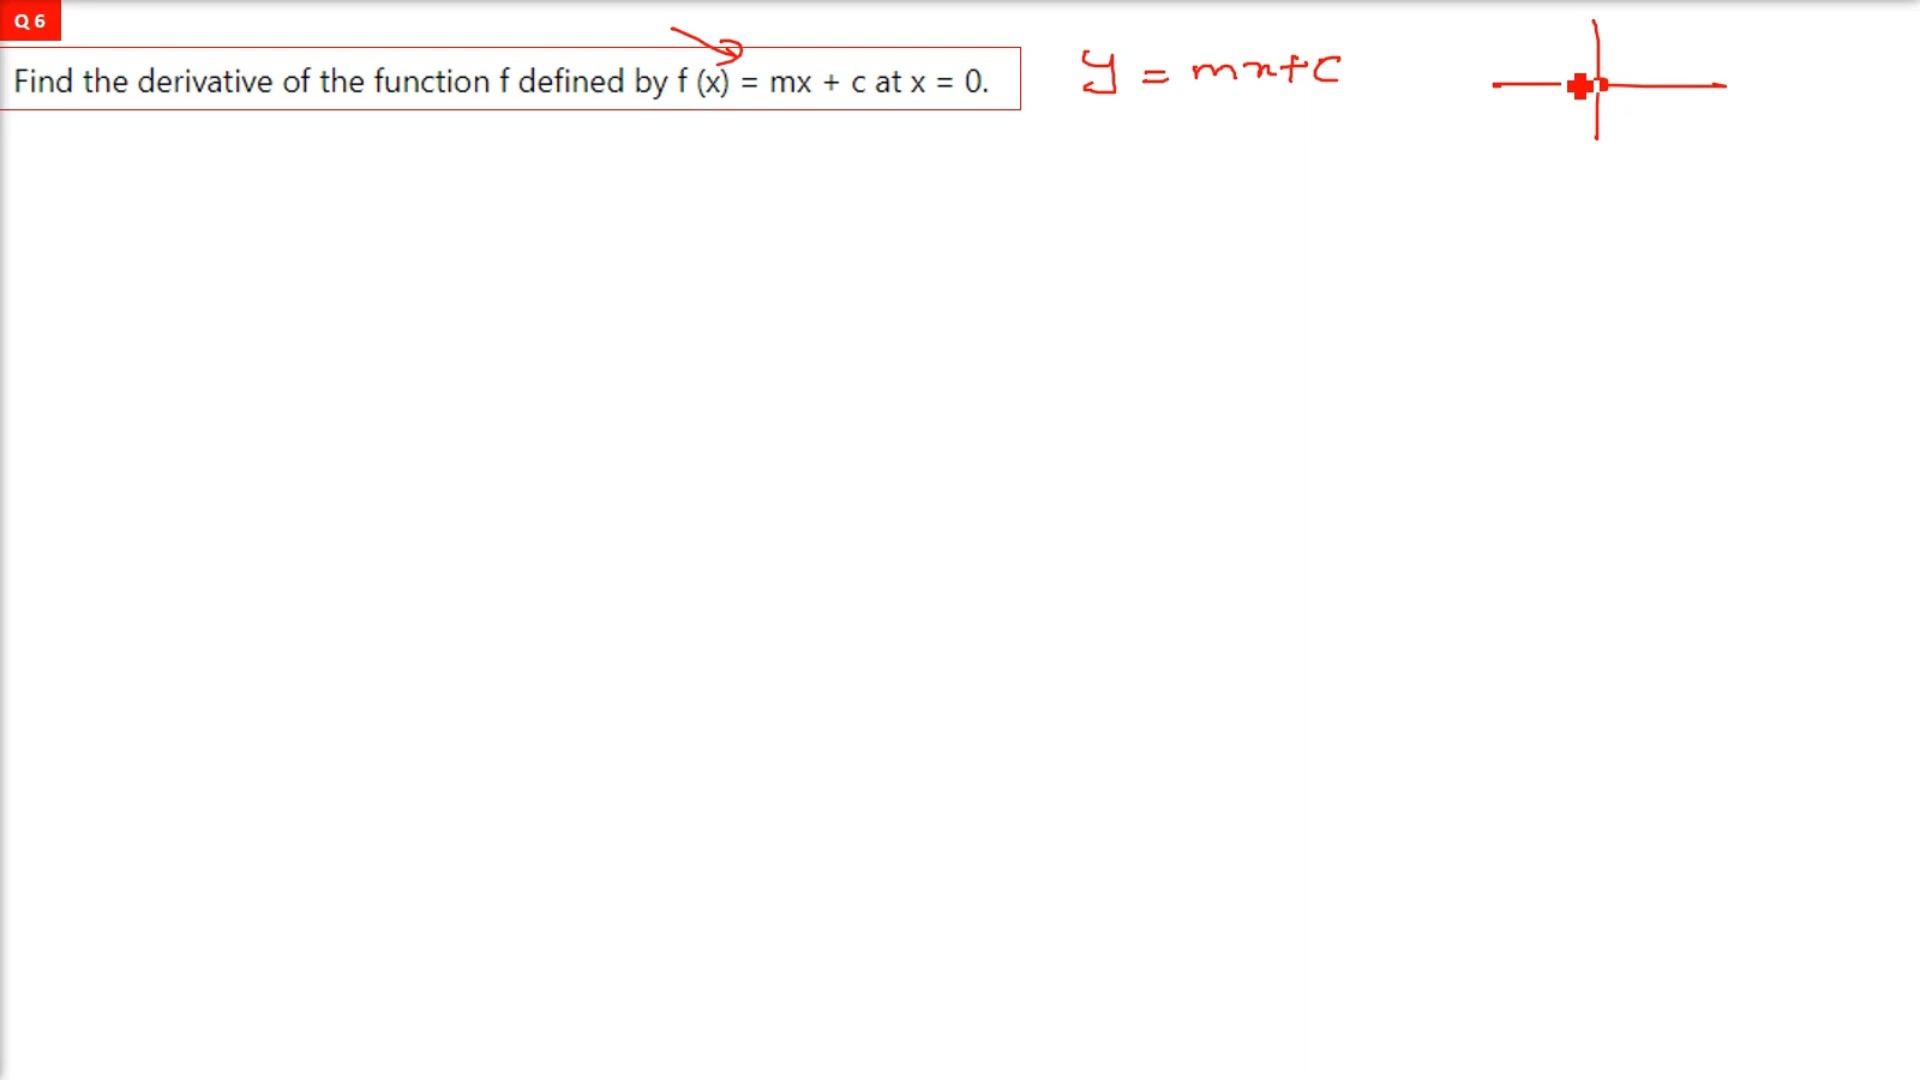 Q 6
Find the derivative of the function f defined by f (x) = mx + c at x = 0.
y = mx+c